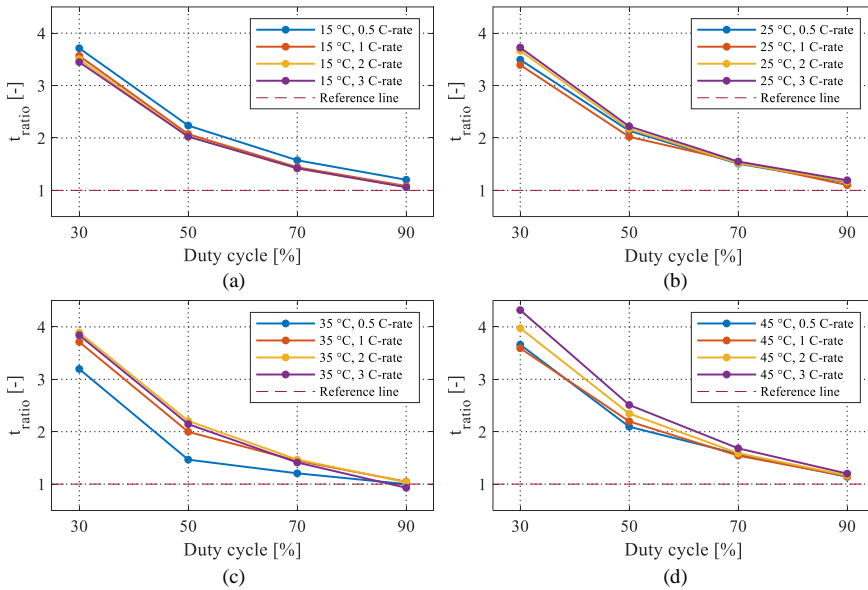 4
3
2
1
t_ratio [-]
15 °C, 0.5 C-rate
15 °C, 1 C-rate
15 °C, 2 C-rate
15 °C, 3 C-rate
Reference line
30 50 70 90
Duty cycle [%]
(a)
4
3
2
1
t_ratio [-]
25 °C, 0.5 C-rate
25 °C, 1 C-rate
25 °C, 2 C-rate
25 °C, 3 C-rate
Reference line
30 50 70 90
Duty cycle [%]
(b)
4
3
2
1
t_ratio [-]
35 °C, 0.5 C-rate
35 °C, 1 C-rate
35 °C, 2 C-rate
35 °C, 3 C-rate
Reference line
30 50 70 90
Duty cycle [%]
(c)
4
3
2
1
t_ratio [-]
45 °C, 0.5 C-rate
45 °C, 1 C-rate
45 °C, 2 C-rate
45 °C, 3 C-rate
Reference line
30 50 70 90
Duty cycle [%]
(d)